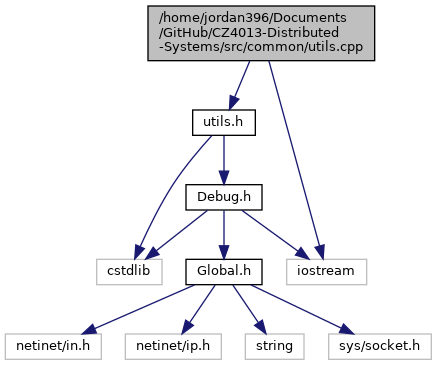 /home/jordan396/Documents
/GitHub/CZ4013-Distributed
-Systems/src/common/utils.cpp
utils.h
Debug.h
cstdlib
Global.h
iostream
netinet/in.h
netinet/ip.h
string
sys/socket.h